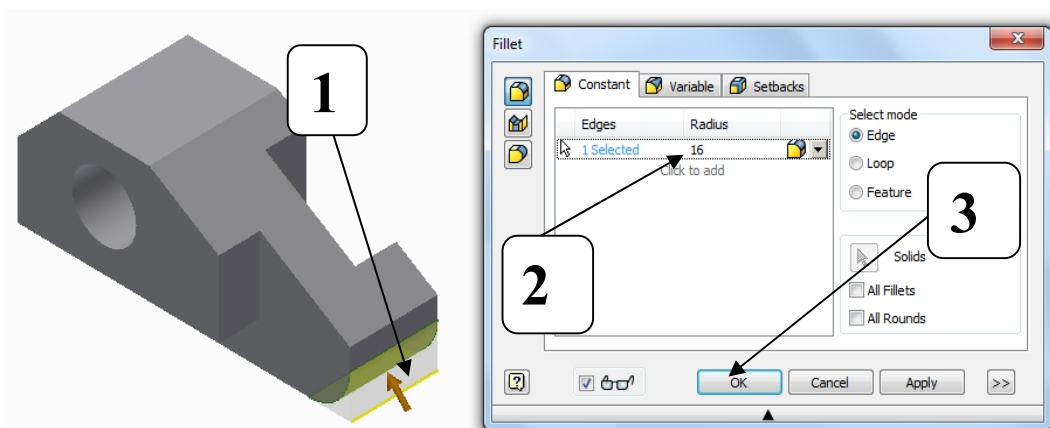 1
Fillet
Constant Variable Setbacks
Edges Radius
1 Selected 16
Click to add
2
Select mode
Edge
Loop
Feature
3
Solids
All Fillets
All Rounds
? OK Cancel Apply >>